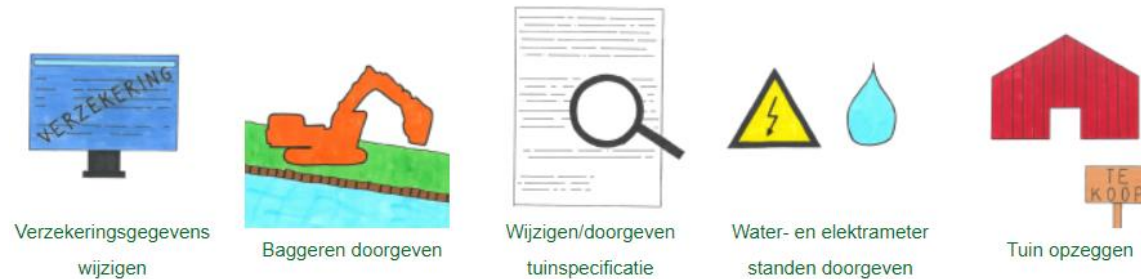 VERZEKERING
TE
KOOP
Verzekeringsgegevens
wijzigen
Baggeren doorgeven
Wijzigen/doorgeven
tuinspecificatie
Water- en elektrameter
standen doorgeven
Tuin opzeggen